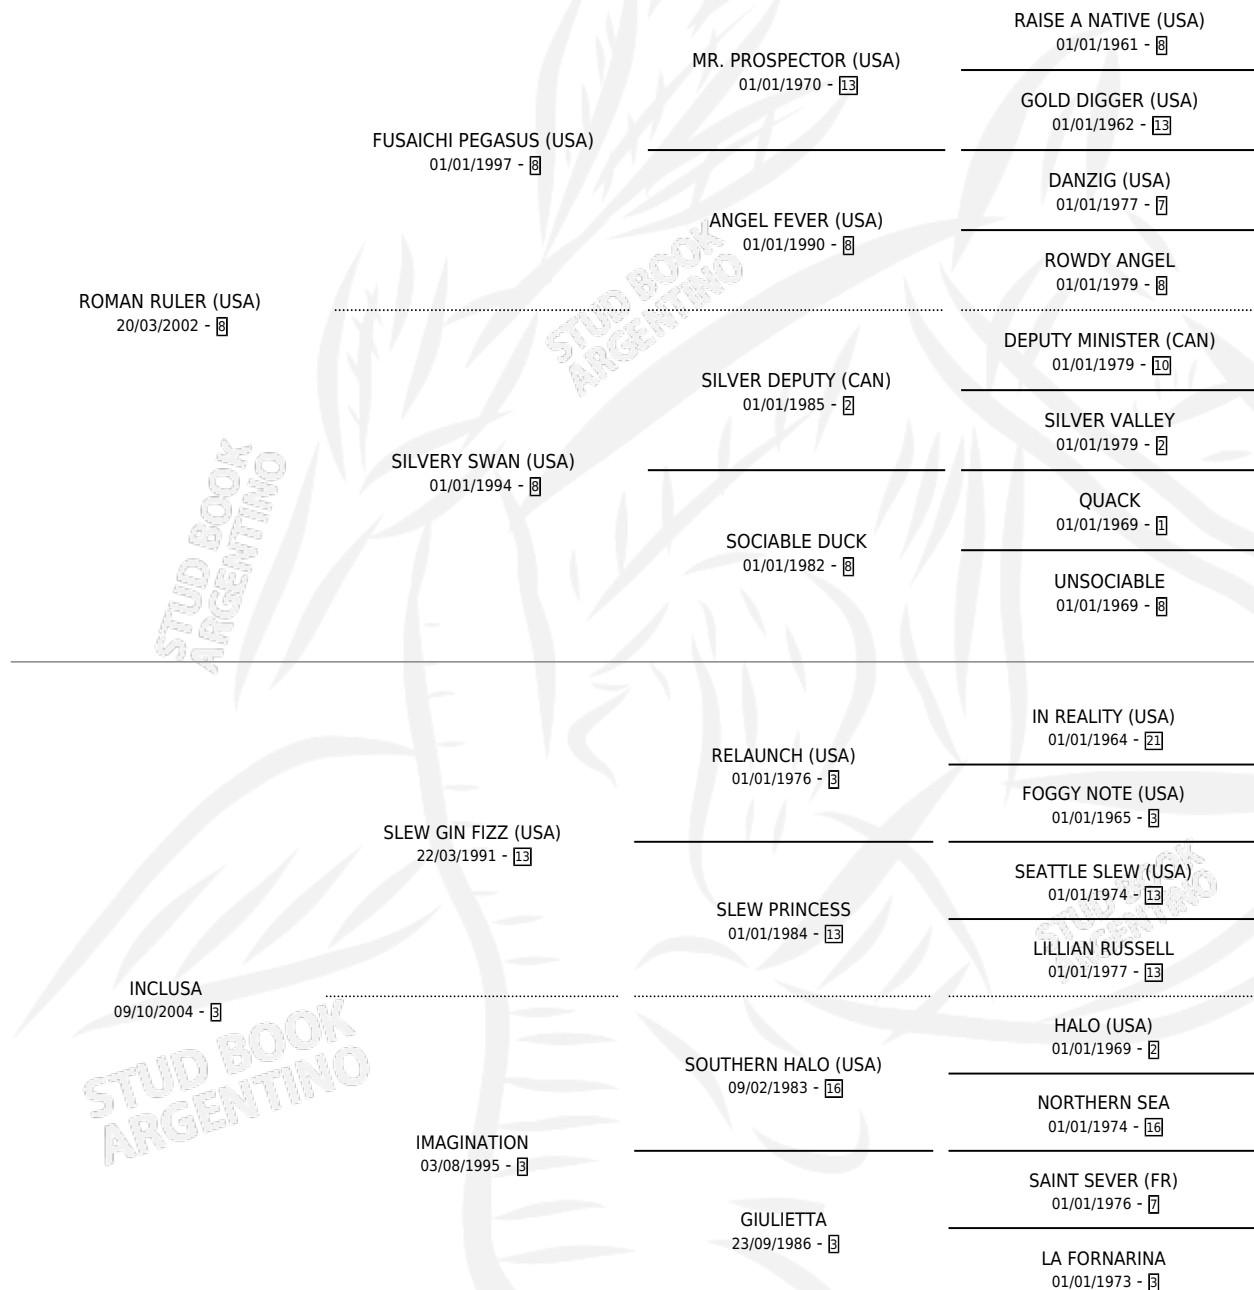 RAISE A NATIVE (USA)
01/01/1961 - 8
MR. PROSPECTOR (USA)
01/01/1970 - 13
GOLD DIGGER (USA)
01/01/1962 - 13
FUSAICHI PEGASUS (USA)
01/01/1997 - 8
DANZIG (USA)
01/01/1977 - 7
ANGEL FEVER (USA)
01/01/1990 - 8
ROWDY ANGEL
01/01/1979 - 8
ROMAN RULER (USA)
20/03/2002 - 8
DEPUTY MINISTER (CAN)
01/01/1979 - 10
SILVER DEPUTY (CAN)
01/01/1985 - 2
SILVER VALLEY
01/01/1979 - 2
SILVERY SWAN (USA)
01/01/1994 - 8
QUACK
01/01/1969 - 1
SOCIABLE DUCK
01/01/1982 - 8
UNSOCIABLE
01/01/1969 - 8
IN REALITY (USA)
01/01/1964 - 21
RELAUNCH (USA)
01/01/1976 - 3
FOGGY NOTE (USA)
01/01/1965 - 3
SLEW GIN FIZZ (USA)
22/03/1991 - 13
SEATTLE SLEW (USA)
01/01/1974 - 13
SLEW PRINCESS
01/01/1984 - 13
LILLIAN RUSSELL
01/01/1977 - 13
INCLUSA
09/10/2004 - 3
HALO (USA)
01/01/1969 - 2
SOUTHERN HALO (USA)
09/02/1983 - 16
NORTHERN SEA
01/01/1974 - 16
IMAGINATION
03/08/1995 - 3
SAINT SEVER (FR)
01/01/1976 - 7
GIULIETTA
23/09/1986 - 3
LA FORNARINA
01/01/1973 - 3
STUD BOOK
ARGENTINO
STUD BOOK
ARGENTINO
STUD BOOK
ARGENTINO
STUD BOOK
ARGENTINO